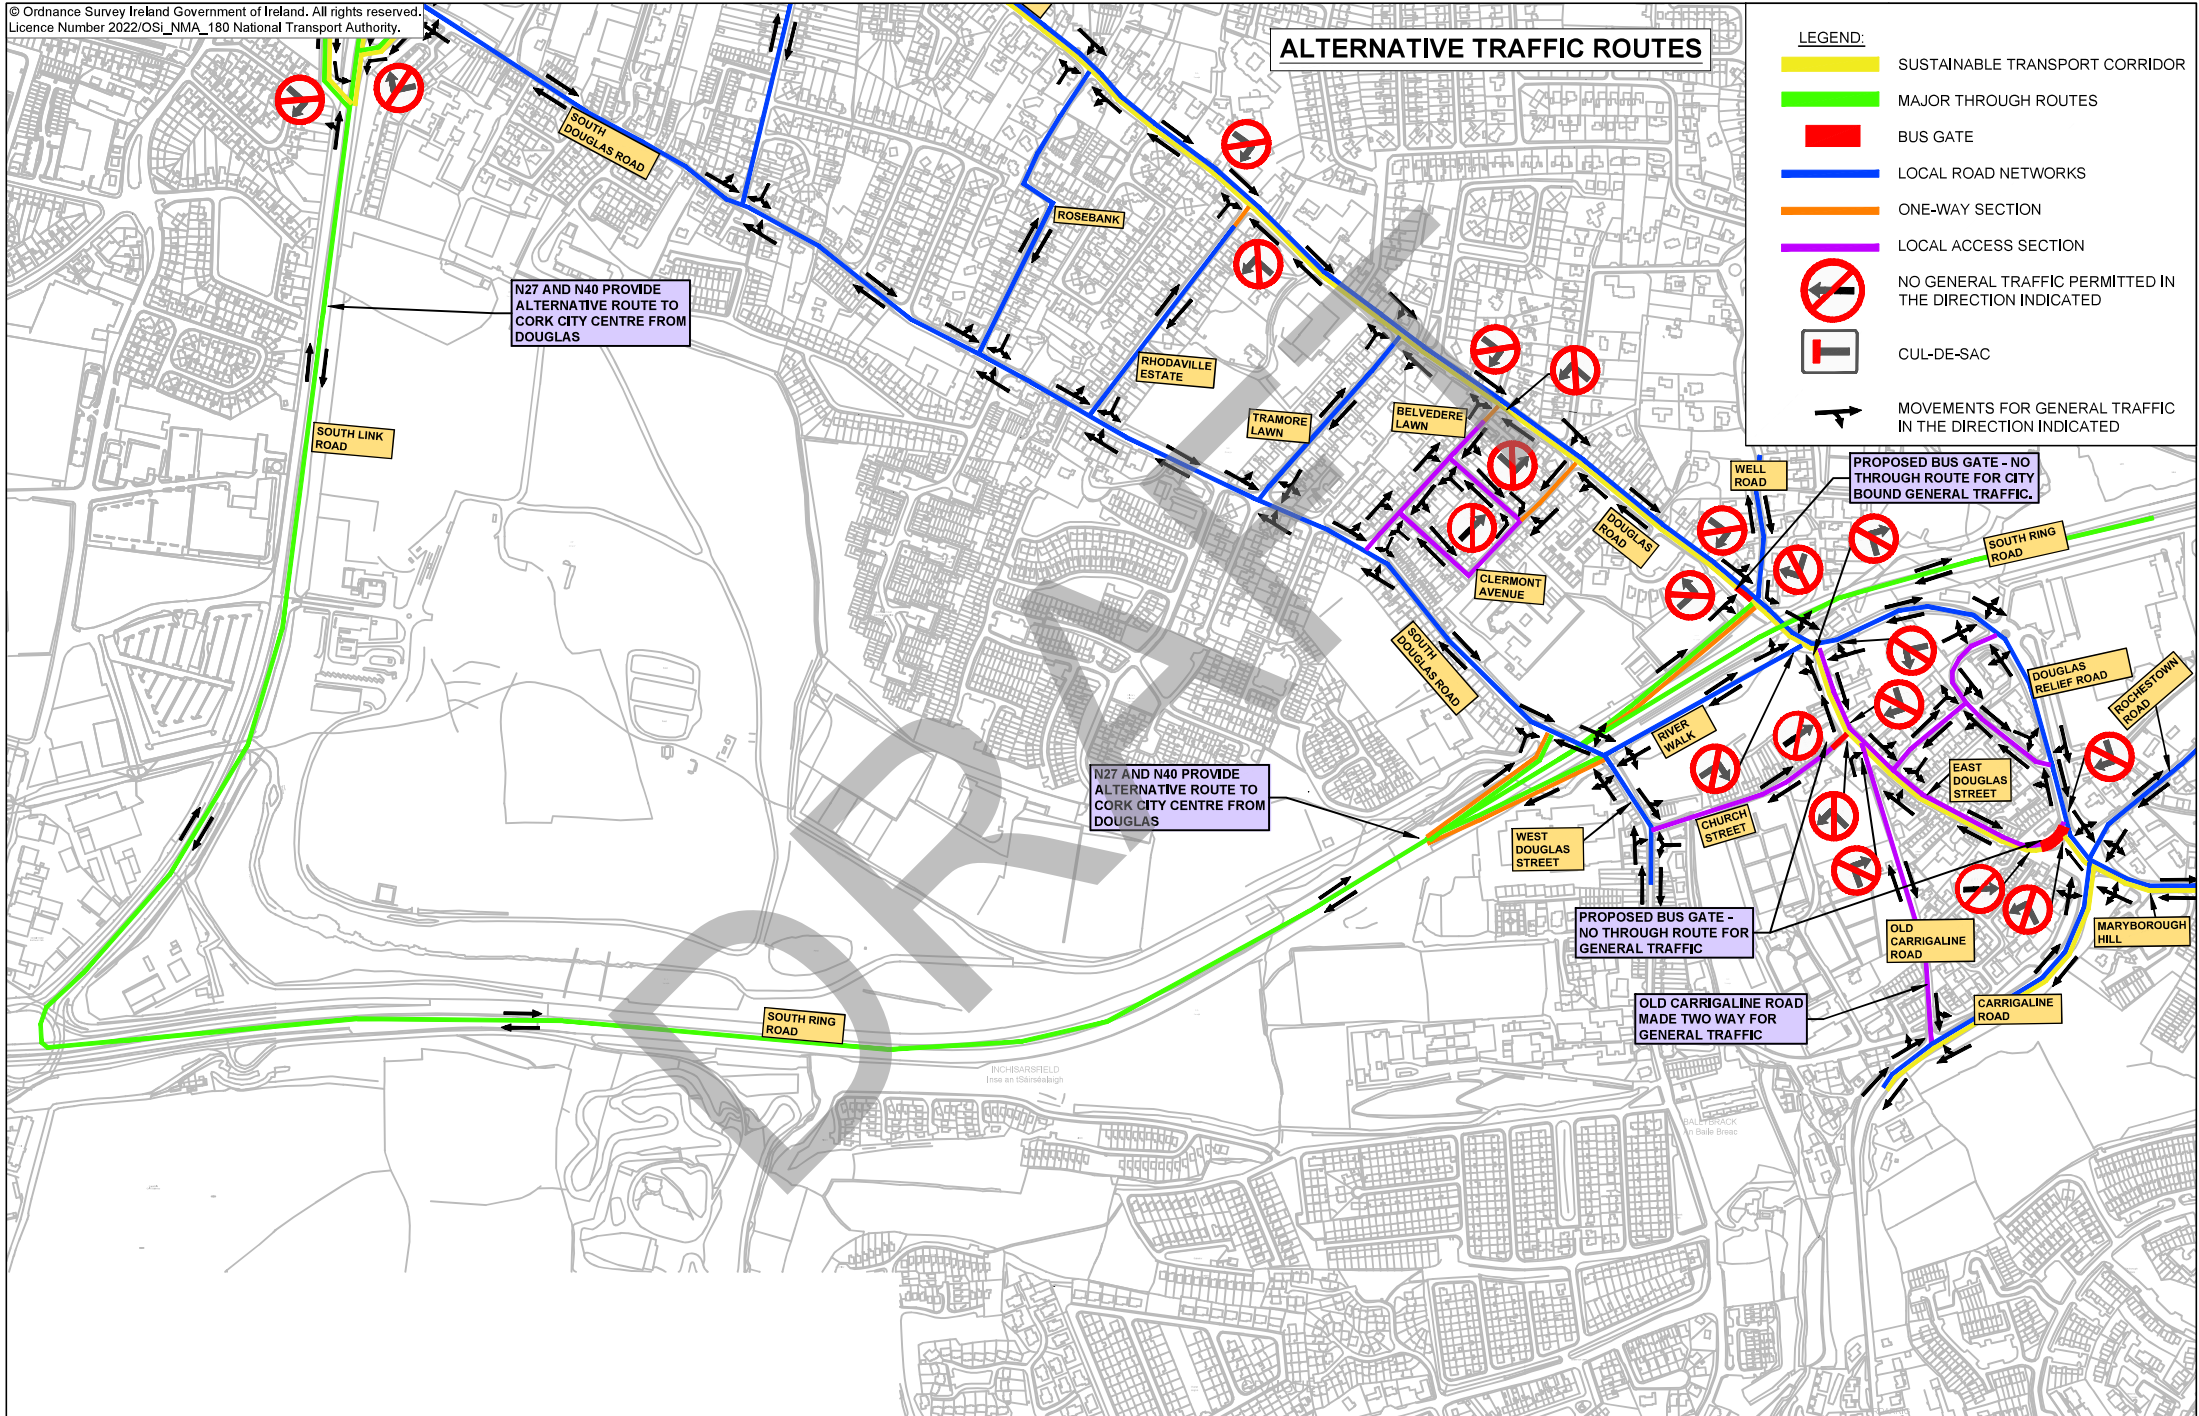 © Ordnance Survey Ireland Government of Ireland. All rights reserved.
Licence Number 2022/OSi_NMA_180 National Transport Authority.
ALTERNATIVE TRAFFIC ROUTES
LEGEND:
SUSTAINABLE TRANSPORT CORRIDOR
MAJOR THROUGH ROUTES
BUS GATE
LOCAL ROAD NETWORKS
ONE-WAY SECTION
LOCAL ACCESS SECTION
NO GENERAL TRAFFIC PERMITTED IN
THE DIRECTION INDICATED
CUL-DE-SAC
MOVEMENTS FOR GENERAL TRAFFIC
IN THE DIRECTION INDICATED
SOUTH
DOUGLAS ROAD
ROSEBANK
N27 AND N40 PROVIDE
ALTERNATIVE ROUTE TO
CORK CITY CENTRE FROM
DOUGLAS
RHODAVILLE
ESTATE
SOUTH LINK
ROAD
TRAMORE
LAWN
BELVEDERE
LAWN
WELL
ROAD
PROPOSED BUS GATE - NO
THROUGH ROUTE FOR CITY
BOUND GENERAL TRAFFIC.
DOUGLAS
ROAD
SOUTH RING
ROAD
CLERMONT
AVENUE
SOUTH
DOUGLAS ROAD
DOUGLAS
RELIEF ROAD
ROCHESTOWN
ROAD
RIVER
WALK
N27 AND N40 PROVIDE
ALTERNATIVE ROUTE TO
CORK CITY CENTRE FROM
DOUGLAS
EAST
DOUGLAS
STREET
WEST
DOUGLAS
STREET
CHURCH
STREET
PROPOSED BUS GATE -
NO THROUGH ROUTE FOR
GENERAL TRAFFIC
OLD
CARRIGALINE
ROAD
MARYBOROUGH
HILL
OLD CARRIGALINE ROAD
MADE TWO WAY FOR
GENERAL TRAFFIC
CARRIGALINE
ROAD
SOUTH RING
ROAD
INCHISARSFIELD
Inse an tSáirséalaigh
BALLYBRACK
An Baile Breac
DRAFT